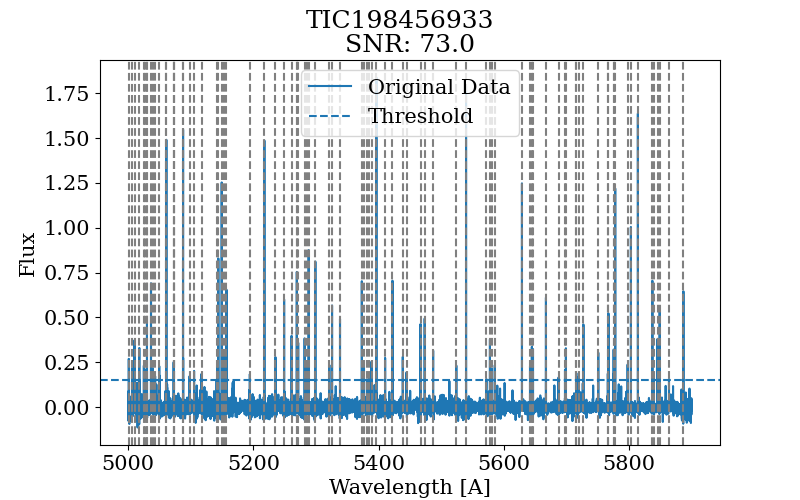 TIC198456933
SNR: 73.0
Original Data
Threshold
1.75
1.50
1.25
1.00
0.75
0.50
0.25
0.00
Flux
5000 5200 5400 5600 5800
Wavelength [A]